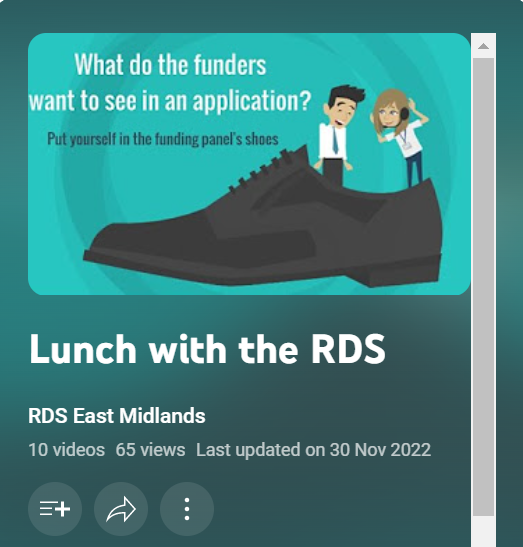 What do the funders
want to see in an application?
Put yourself in the funding panel's shoes
Lunch with the RDS
RDS East Midlands
10 videos 65 views Last updated on 30 Nov 2022